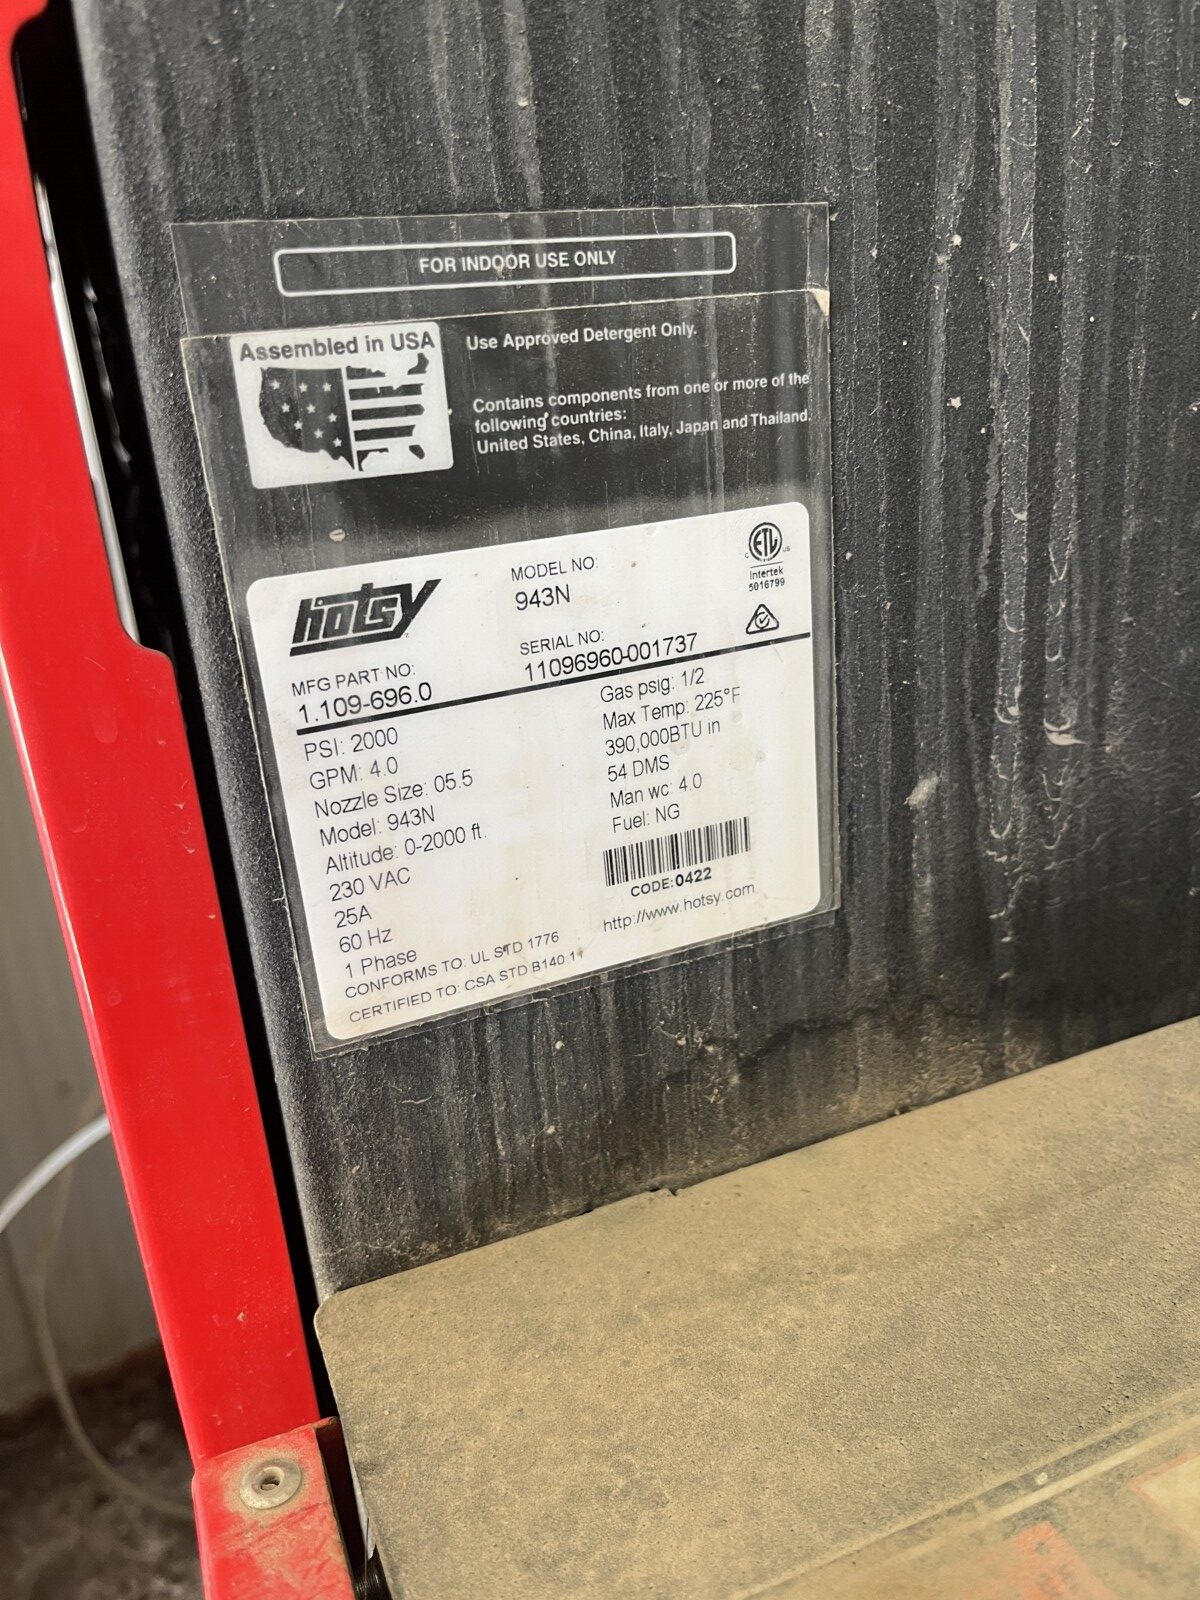 FOR INDOOR USE ONLY
Assembled in USA
Use Approved Detergent Only.
Contains components from one or more of the
following countries:
United States, China, Italy, Japan and Thailand.
hotsy
MODEL NO:
943N
C ETL US
Intertek
5016799
MFG PART NO:
1.109-696.0
SERIAL NO:
11096960-001737
PSI: 2000
GPM: 4.0
Nozzle Size: 05.5
Model: 943N
Altitude: 0-2000 ft.
230 VAC
25A
60 Hz
1 Phase
Gas psig: 1/2
Max Temp: 225°F
390,000BTU in
54 DMS
Man wc: 4.0
Fuel: NG
CODE:0422
http://www.hotsy.com
CONFORMS TO: UL STD 1776
CERTIFIED TO: CSA STD B140.11